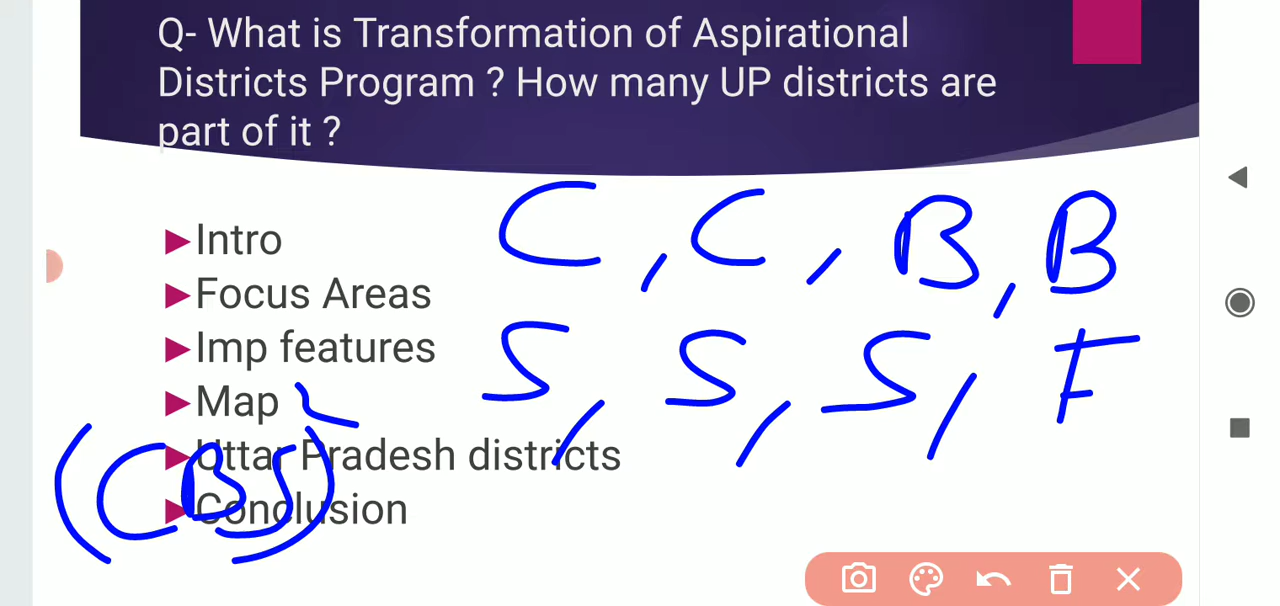 Q- What is Transformation of Aspirational
Districts Program ? How many UP districts are
part of it ?
►Intro
►Focus Areas
►Imp features
►Map
►Uttar Pradesh districts
►Conclusion
C, C, B, B
S, S, S, F
(CBS)